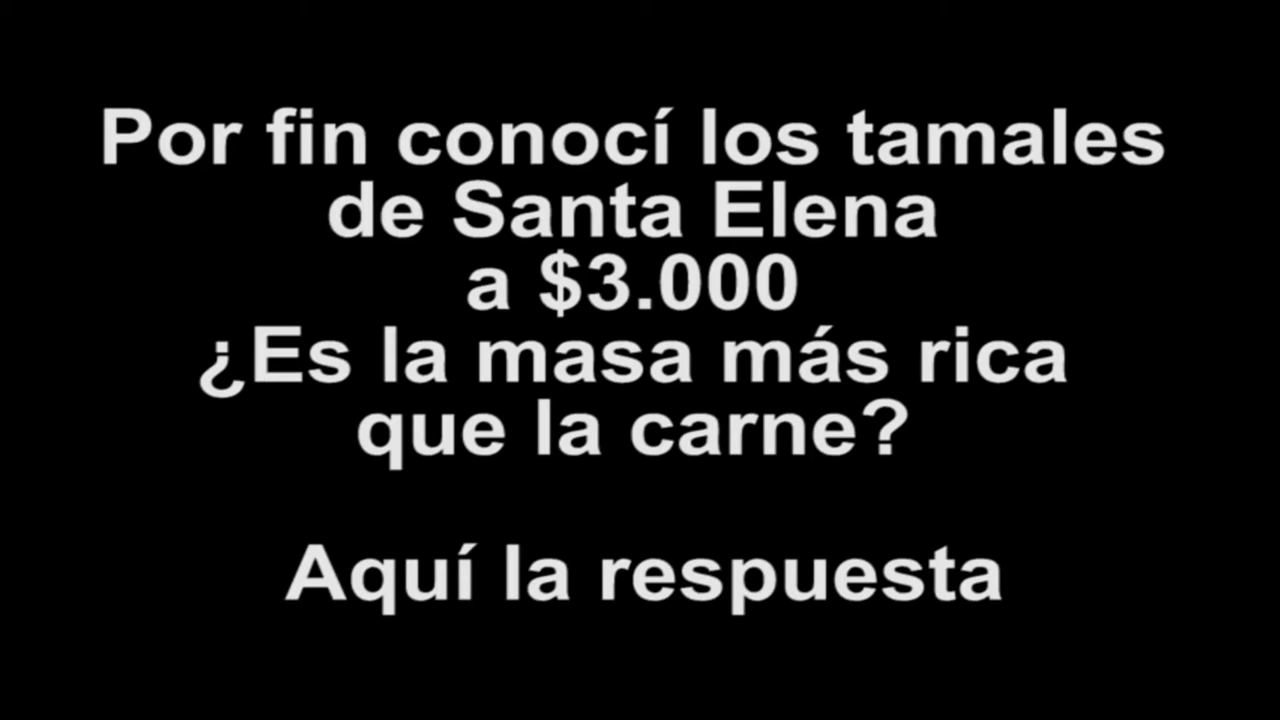 Por fin conocí los tamales
de Santa Elena
a $3.000
¿Es la masa más rica
que la carne?
Aquí la respuesta